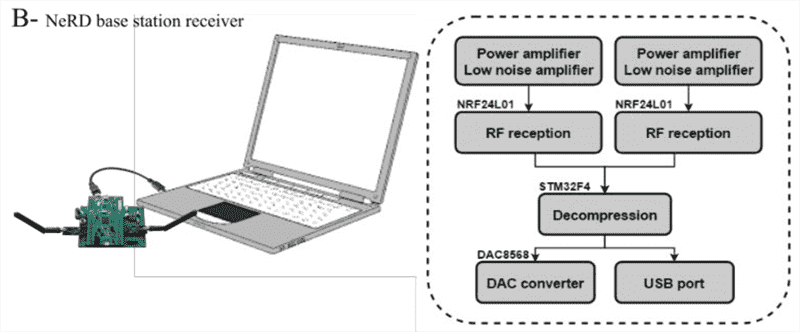 B- NeRD base station receiver
Power amplifier
Low noise amplifier
Power amplifier
Low noise amplifier
NRF24L01
NRF24L01
RF reception
RF reception
STM32F4
Decompression
DAC8568
DAC converter
USB port